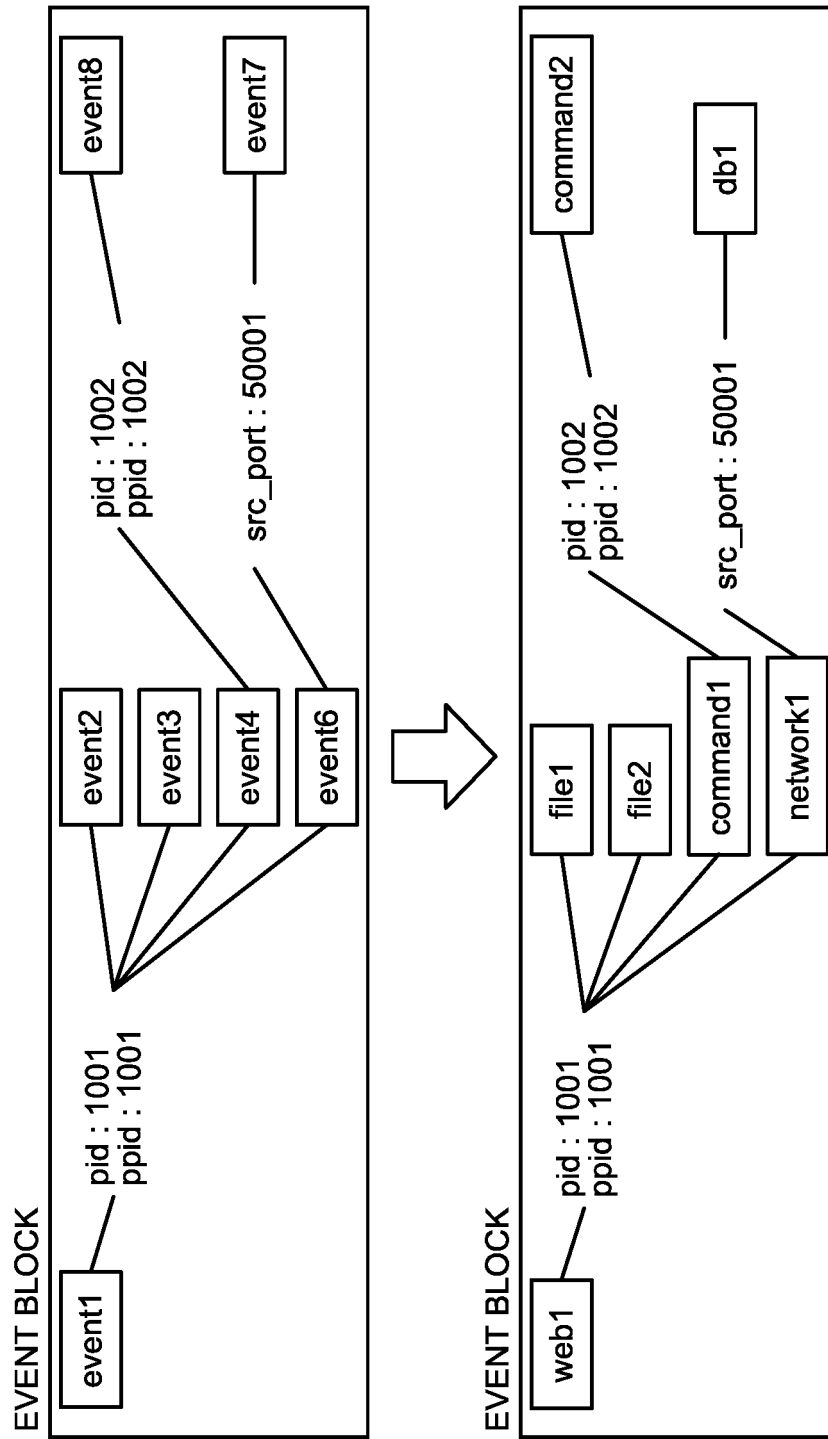 EVENT BLOCK
event1
pid : 1001
ppid : 1001
event2
event3
event4
event6
pid : 1002
ppid : 1002
src_port : 50001
event8
event7
EVENT BLOCK
web1
pid : 1001
ppid : 1001
file1
file2
command1
network1
pid : 1002
ppid : 1002
src_port : 50001
command2
db1